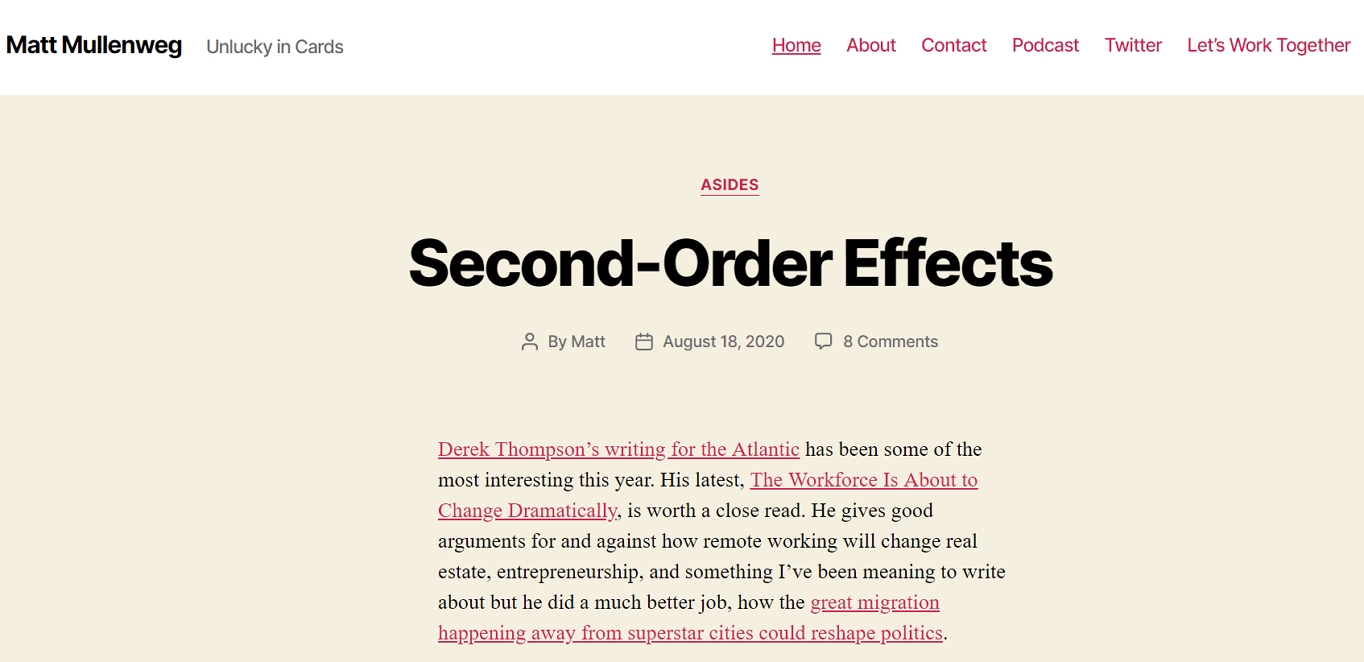 Matt Mullenweg Unlucky in Cards Home About Contact Podcast Twitter Let’s Work Together
ASIDES
Second-Order Effects
By Matt August 18, 2020 8 Comments
Derek Thompson’s writing for the Atlantic has been some of the
most interesting this year. His latest, The Workforce Is About to
Change Dramatically, is worth a close read. He gives good
arguments for and against how remote working will change real
estate, entrepreneurship, and something I’ve been meaning to write
about but he did a much better job, how the great migration
happening away from superstar cities could reshape politics.